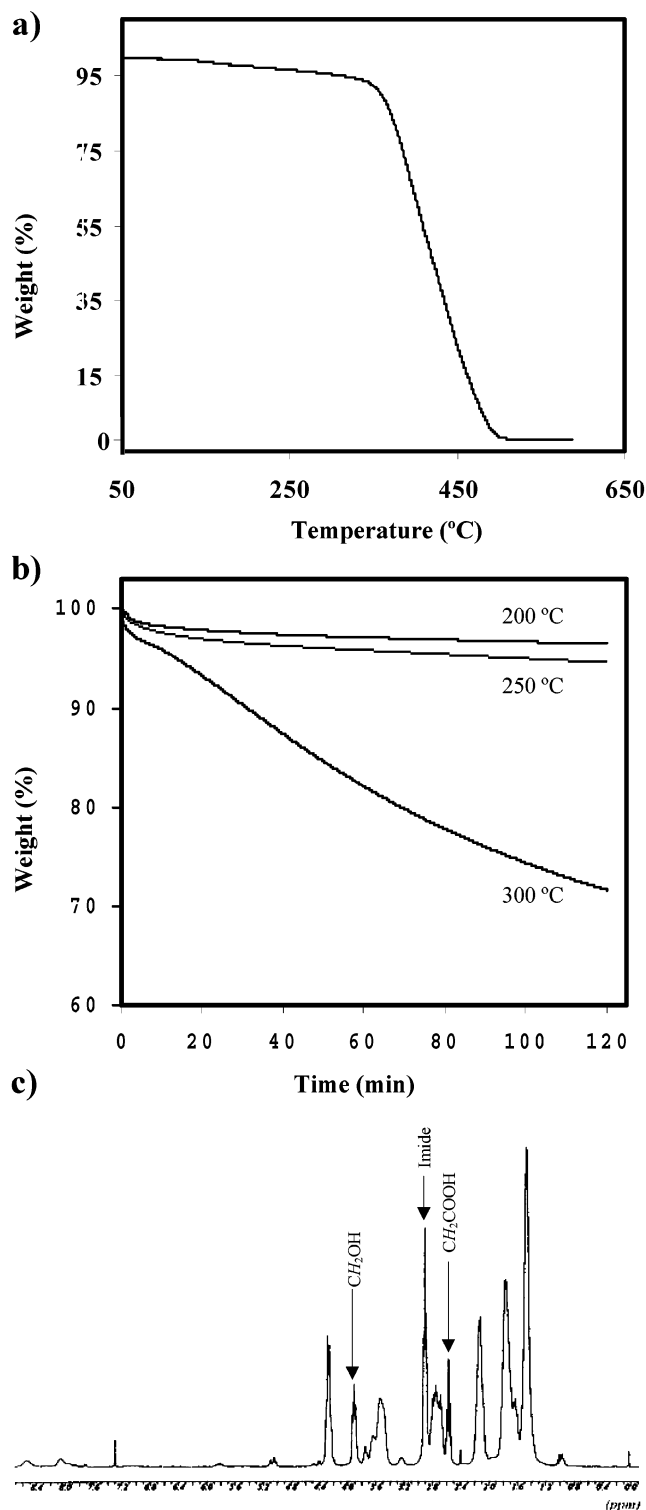 a)
95
75
55
35
15
0
Weight (%)
50 250 450 650
Temperature (ºC)
b)
100
90
80
70
60
Weight (%)
200 ºC
250 ºC
300 ºC
0 20 40 60 80 100 120
Time (min)
c)
CH2OH
Imide
CH2COOH
(ppm)